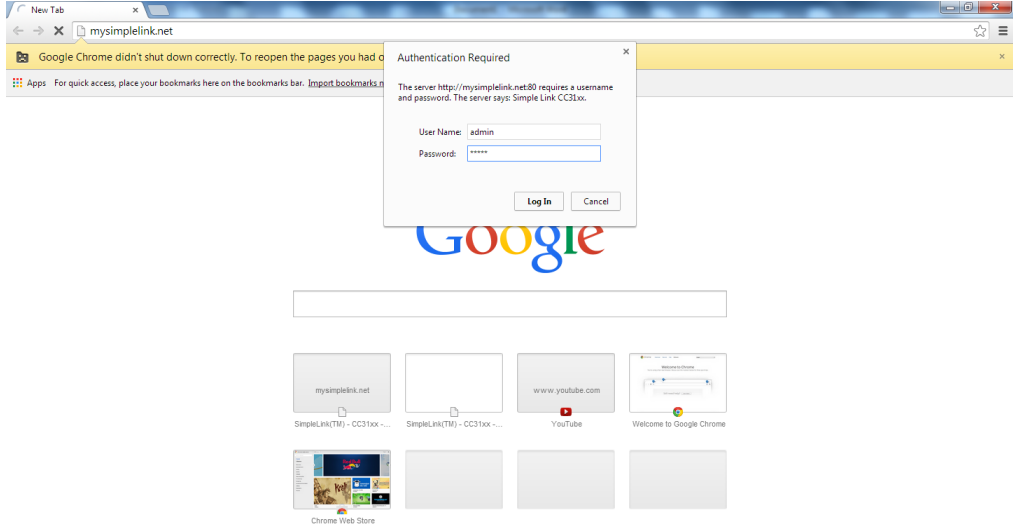 New Tab
mysimplelink.net
Google Chrome didn't shut down correctly. To reopen the pages you had o
Apps For quick access, place your bookmarks here on the bookmarks bar. Import bookmarks n
Authentication Required
The server http://mysimplelink.net:80 requires a username
and password. The server says: Simple Link CC31xx.
User Name: admin
Password: *****
Log In Cancel
Google
mysimplelink.net
www.youtube.com
SimpleLink(TM) - CC31xx -...
SimpleLink(TM) - CC31xx -...
YouTube
Welcome to Google Chrome
Chrome Web Store